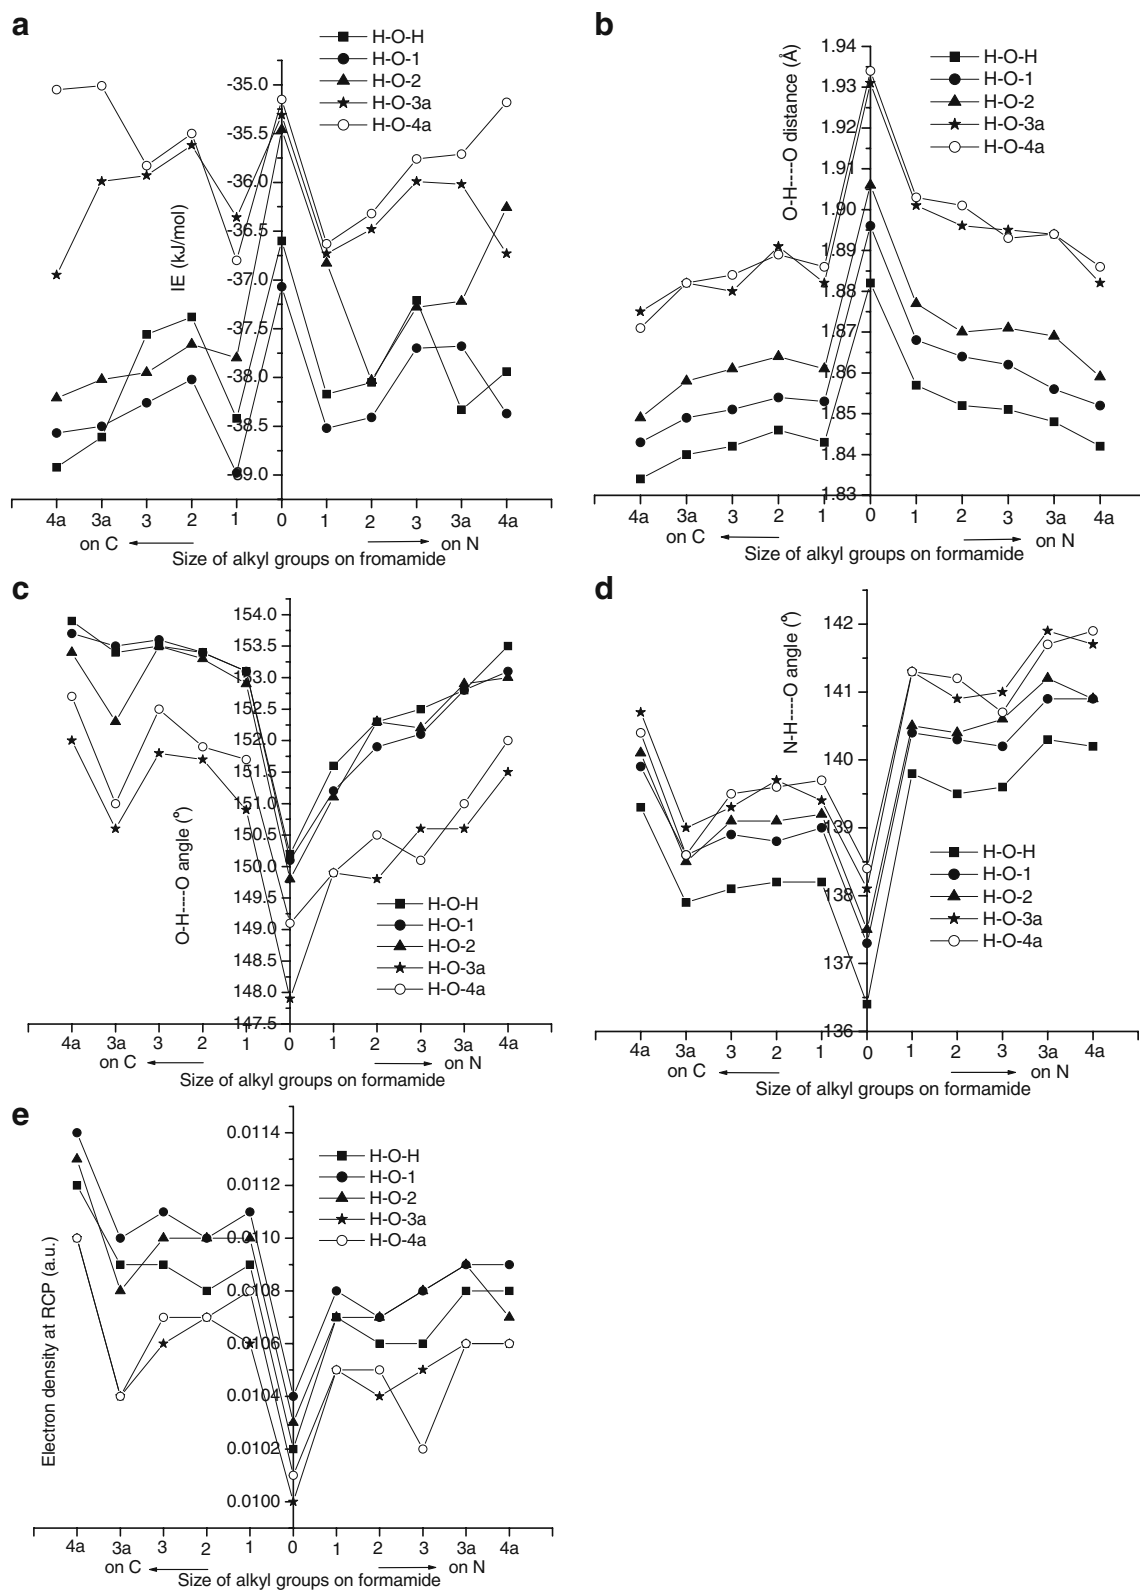 a
H-O-H
H-O-1
H-O-2
H-O-3a
H-O-4a
IE (kJ/mol)
-35.0
-35.5
-36.0
-36.5
-37.0
-37.5
-38.0
-38.5
-39.0
4a 3a 3 2 1 0 1 2 3 3a 4a
on C on N
Size of alkyl groups on fromamide
b
H-O-H
H-O-1
H-O-2
H-O-3a
H-O-4a
O-H----O distance (Å)
1.94
1.93
1.92
1.91
1.90
1.89
1.88
1.87
1.86
1.85
1.84
1.83
4a 3a 3 2 1 0 1 2 3 3a 4a
on C on N
Size of alkyl groups on formamide
c
154.0
153.5
153.0
152.5
152.0
151.5
151.0
150.5
150.0
149.5
149.0
148.5
148.0
147.5
O-H----O angle (°)
H-O-H
H-O-1
H-O-2
H-O-3a
H-O-4a
4a 3a 3 2 1 0 1 2 3 3a 4a
on C on N
Size of alkyl groups on formamide
d
N-H----O angle (°)
142
141
140
139
138
137
136
H-O-H
H-O-1
H-O-2
H-O-3a
H-O-4a
4a 3a 3 2 1 0 1 2 3 3a 4a
on C on N
Size of alkyl groups on formamide
e
Electron density at RCP (a.u.)
0.0114
0.0112
0.0110
0.0108
0.0106
0.0104
0.0102
0.0100
H-O-H
H-O-1
H-O-2
H-O-3a
H-O-4a
4a 3a 3 2 1 0 1 2 3 3a 4a
on C on N
Size of alkyl groups on formamide